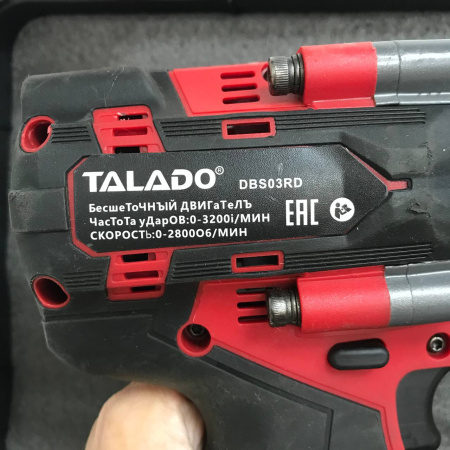 TALADO®
DBS03RD
БесшеТоЧНЫЙ ДВИГаТеЛЪ
ЧасТоТа уДарОВ:0-3200i/МИН
СКОРОСТЬ:0-2800О6/МИН
EAC